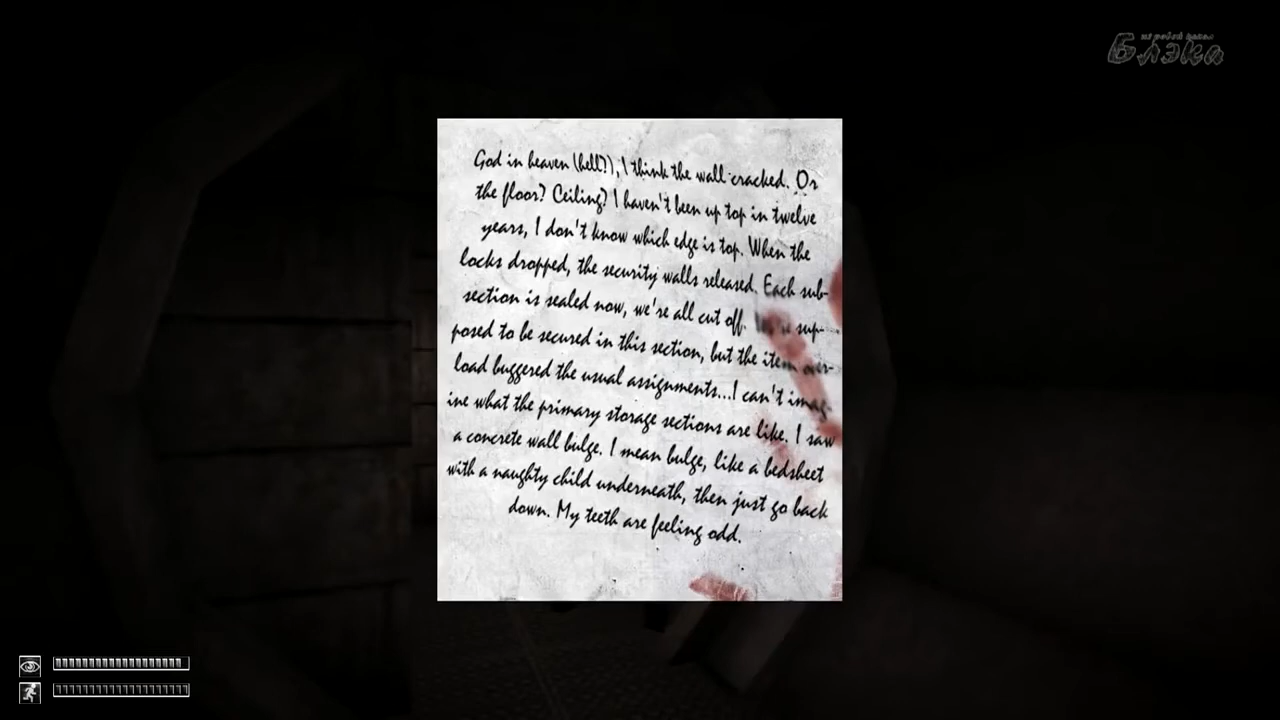 Блэка
God in heaven (hell?), I think the wall cracked. Or
the floor? Ceiling? I haven't been up top in twelve
years, I don't know which edge is top. When the
locks dropped, the security walls released. Each sub-
section is sealed now, we're all cut off. sup-
posed to be secured in this section, but the item over-
load buggered the usual assignments...I can't imag-
ine what the primary storage sections are like. I saw
a concrete wall bulge. I mean bulge, like a bedsheet
with a naughty child underneath, then just go back
down. My teeth are feeling odd.